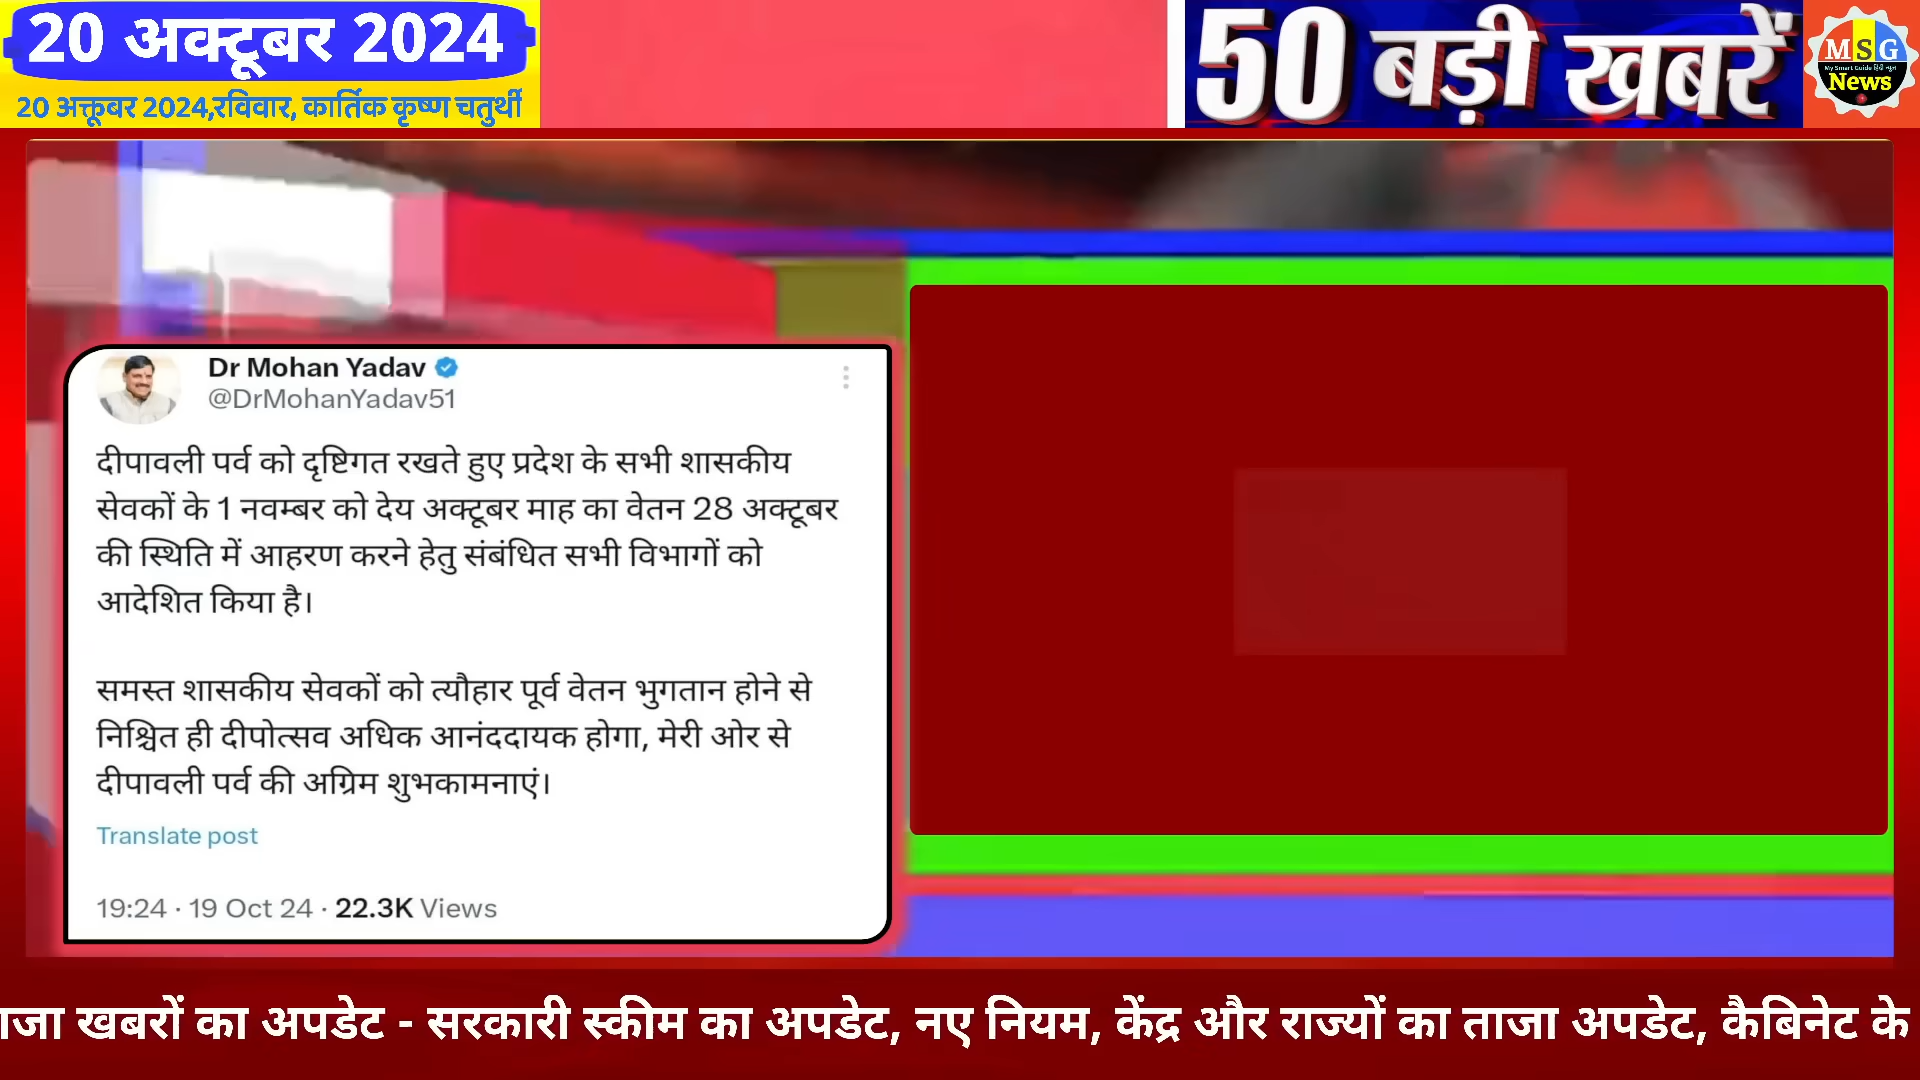 20 अक्टूबर 2024
20 अक्तूबर 2024,रविवार, कार्तिक कृष्ण चतुर्थी
50 बड़ी खबरें
MSG
My Smart Guide हिंदी न्यूज़
News
Dr Mohan Yadav
@DrMohanYadav51
दीपावली पर्व को दृष्टिगत रखते हुए प्रदेश के सभी शासकीय
सेवकों के 1 नवम्बर को देय अक्टूबर माह का वेतन 28 अक्टूबर
की स्थिति में आहरण करने हेतु संबंधित सभी विभागों को
आदेशित किया है।
समस्त शासकीय सेवकों को त्यौहार पूर्व वेतन भुगतान होने से
निश्चित ही दीपोत्सव अधिक आनंददायक होगा, मेरी ओर से
दीपावली पर्व की अग्रिम शुभकामनाएं।
Translate post
19:24 · 19 Oct 24 · 22.3K Views
ाजा खबरों का अपडेट - सरकारी स्कीम का अपडेट, नए नियम, केंद्र और राज्यों का ताजा अपडेट, कैबिनेट के